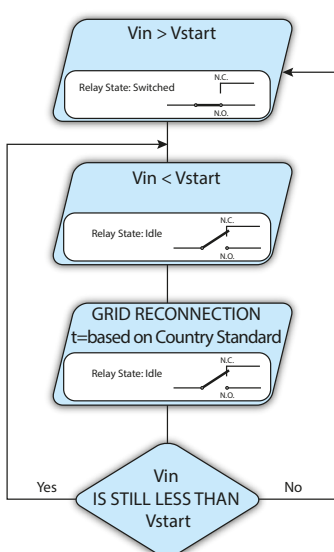 Vin > Vstart
N.C.
Relay State: Switched
N.O.
Vin < Vstart
N.C.
Relay State: Idle
N.O.
GRID RECONNECTION
t=based on Country Standard
N.C.
Relay State: Idle
N.O.
Yes
Vin
No
IS STILL LESS THAN
Vstart